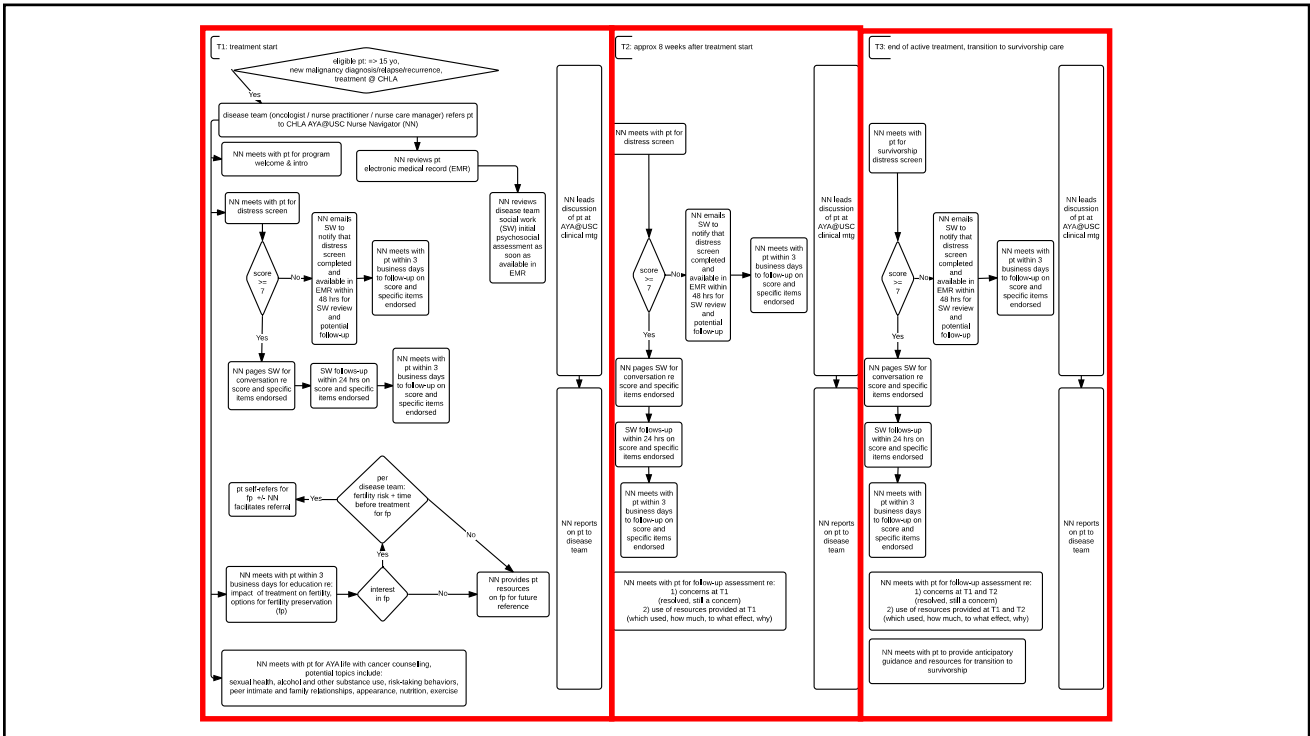 T1: treatment start
eligible pt: => 15 yo,
new malignancy diagnosis/relapse/recurrence,
treatment @ CHLA
Yes
disease team (oncologist / nurse practitioner / nurse care manager) refers pt
to CHLA AYA@USC Nurse Navigator (NN)
NN meets with pt for program
welcome & intro
NN reviews pt
electronic medical record (EMR)
NN reviews
disease team
social work
(SW) initial
psychosocial
assessment as
soon as
available in
EMR
NN meets with pt for
distress screen
score
>=
7
No
NN emails
SW to
notify that
distress
screen
completed
and
available in
EMR within
48 hrs for
SW review
and
potential
follow-up
NN meets with
pt within 3
business days
to follow-up on
score and
specific items
endorsed
Yes
NN pages SW for
conversation re
score and specific
items endorsed
SW follows-up
within 24 hrs on
score and specific
items endorsed
NN meets with
pt within 3
business days
to follow-up on
score and
specific items
endorsed
per
disease team:
fertility risk + time
before treatment
for fp
Yes
pt self-refers for
fp +/- NN
facilitates referral
No
Yes
NN meets with pt within 3
business days for education re:
impact of treatment on fertility,
options for fertility preservation
(fp)
interest
in fp
No
NN provides pt
resources
on fp for future
reference
NN meets with pt for AYA life with cancer counselling,
potential topics include:
sexual health, alcohol and other substance use, risk-taking behaviors,
peer intimate and family relationships, appearance, nutrition, exercise
NN leads
discussion
of pt at
AYA@USC
clinical mtg
NN reports
on pt to
disease
team
T2: approx 8 weeks after treatment start
NN meets with pt for
distress screen
score
>=
7
No
NN emails
SW to
notify that
distress
screen
completed
and
available in
EMR within
48 hrs for
SW review
and
potential
follow-up
NN meets with
pt within 3
business days
to follow-up on
score and
specific items
endorsed
Yes
NN pages SW for
conversation re
score and specific
items endorsed
SW follows-up
within 24 hrs on
score and specific
items endorsed
NN meets with
pt within 3
business days
to follow-up on
score and
specific items
endorsed
NN meets with pt for follow-up assessment re:
1) concerns at T1
(resolved, still a concern)
2) use of resources provided at T1
(which used, how much, to what effect, why)
NN leads
discussion
of pt at
AYA@USC
clinical mtg
NN reports
on pt to
disease
team
T3: end of active treatment, transition to survivorship care
NN meets with
pt for
survivorship
distress screen
score
>=
7
No
NN emails
SW to
notify that
distress
screen
completed
and
available in
EMR within
48 hrs for
SW review
and
potential
follow-up
NN meets with
pt within 3
business days
to follow-up on
score and
specific items
endorsed
Yes
NN pages SW for
conversation re
score and specific
items endorsed
SW follows-up
within 24 hrs on
score and specific
items endorsed
NN meets with
pt within 3
business days
to follow-up on
score and
specific items
endorsed
NN meets with pt for follow-up assessment re:
1) concerns at T1 and T2
(resolved, still a concern)
2) use of resources provided at T1 and T2
(which used, how much, to what effect, why)
NN meets with pt to provide anticipatory
guidance and resources for transition to
survivorship
NN leads
discussion
of pt at
AYA@USC
clinical mtg
NN reports
on pt to
disease
team